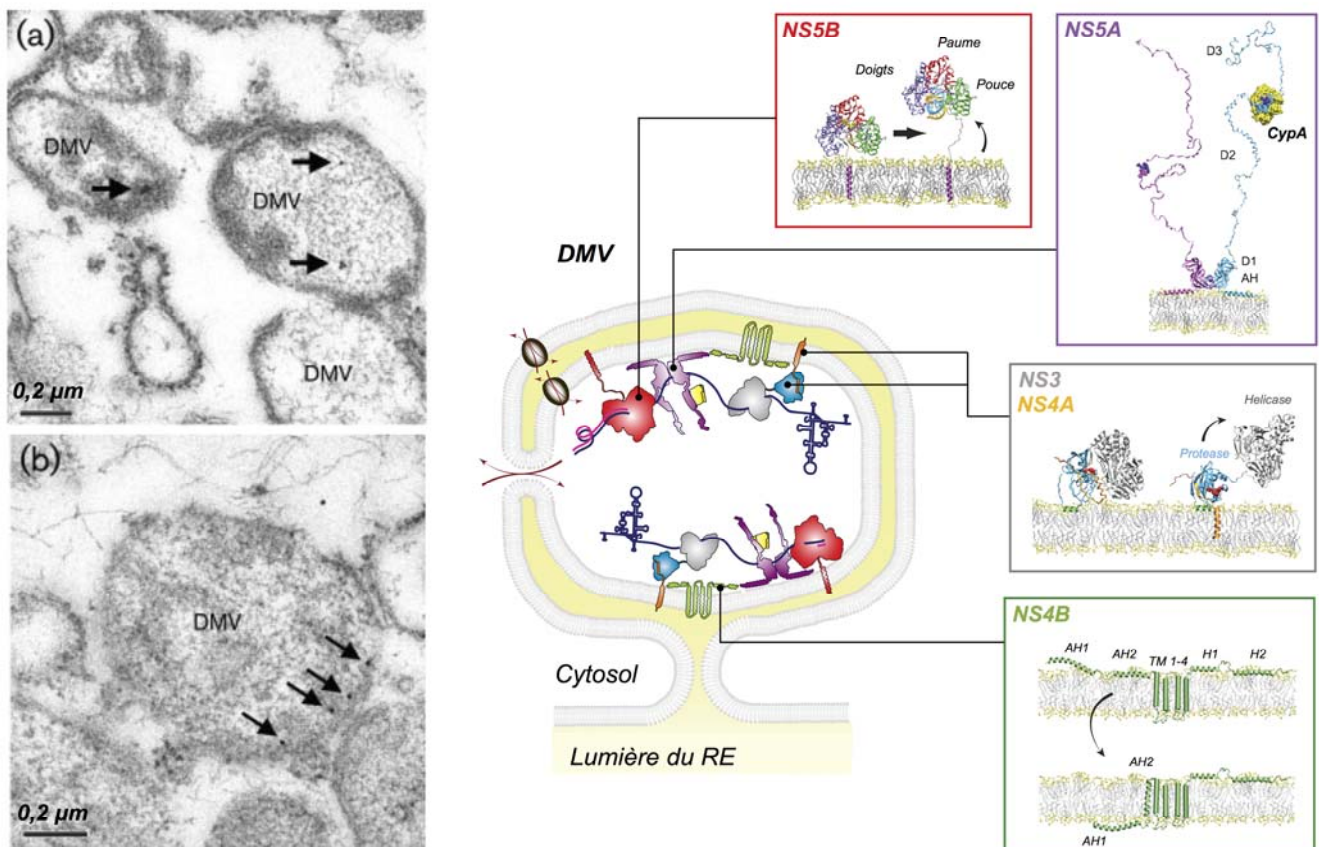 (a)
DMV
DMV
DMV
0,2 µm
(b)
DMV
0,2 µm
DMV
Cytosol
Lumière du RE
NS5B
Paume
Doigts
Pouce
NS5A
D3
CypA
D2
D1
AH
NS3
NS4A
Helicase
Protease
NS4B
AH1 AH2 TM 1-4 H1 H2
AH2
AH1